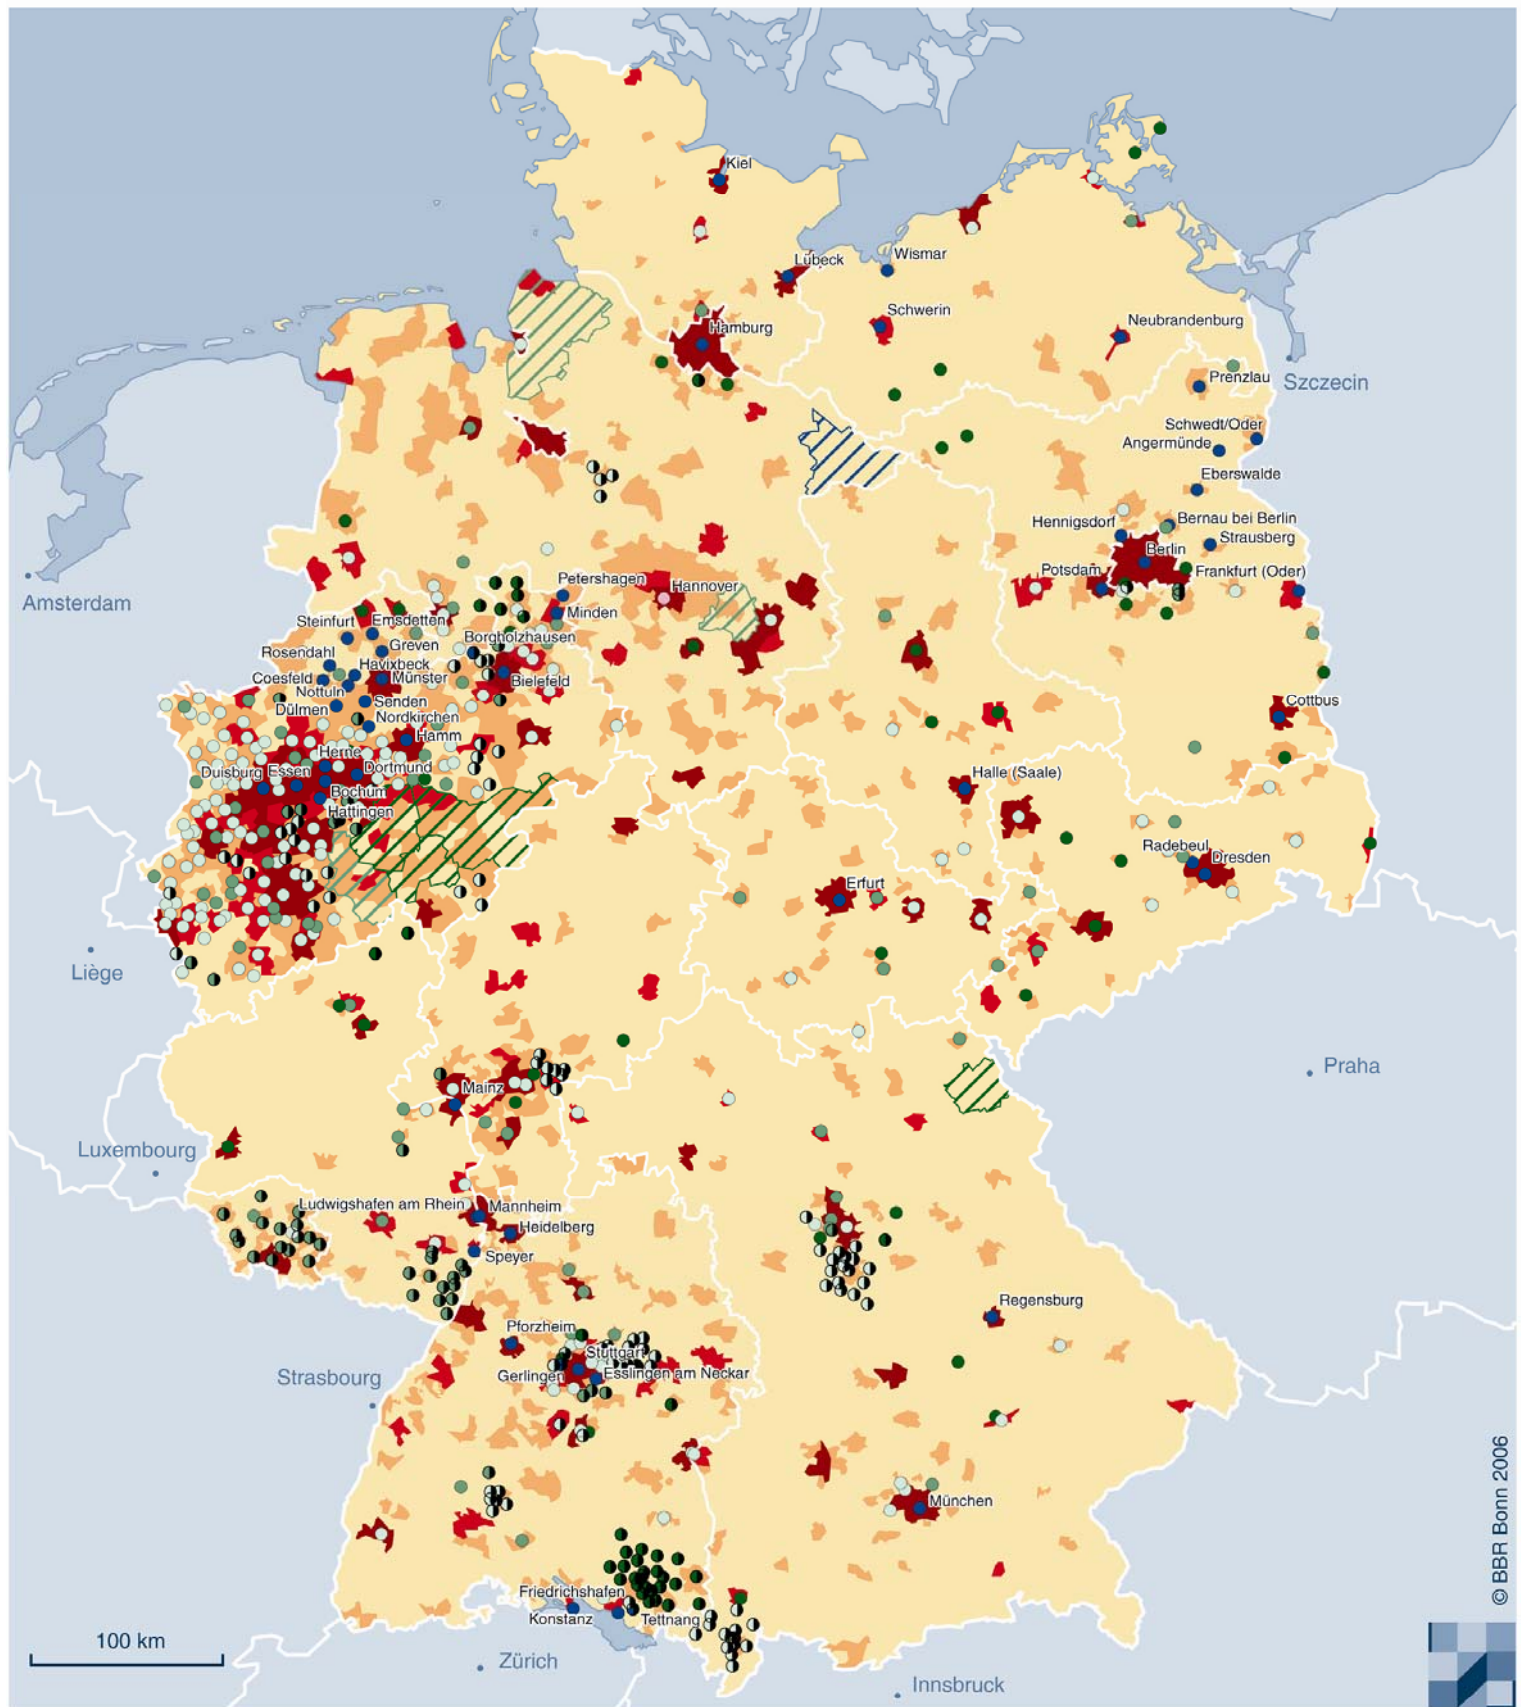 Kiel
Lübeck
Wismar
Hamburg
Schwerin
Neubrandenburg
Prenzlau
Szczecin
Schwedt/Oder
Angermünde
Eberswalde
Hennigsdorf
Bernau bei Berlin
Strausberg
Berlin
Potsdam
Frankfurt (Oder)
Amsterdam
Petershagen
Hannover
Minden
Steinfurt
Emsdetten
Greven
Borgholzhausen
Rosendahl
Havixbeck
Coesfeld
Münster
Bielefeld
Nottuln
Senden
Dülmen
Nordkirchen
Hamm
Cottbus
Herne
Duisburg
Essen
Dortmund
Bochum
Hattingen
Halle (Saale)
Radebeul
Dresden
Erfurt
Liège
Mainz
Praha
Luxembourg
Ludwigshafen am Rhein
Mannheim
Heidelberg
Speyer
Regensburg
Pforzheim
Stuttgart
Gerlingen
Esslingen am Neckar
Strasbourg
München
Friedrichshafen
Konstanz
Tettnang
100 km
Zürich
Innsbruck
© BBR Bonn 2006